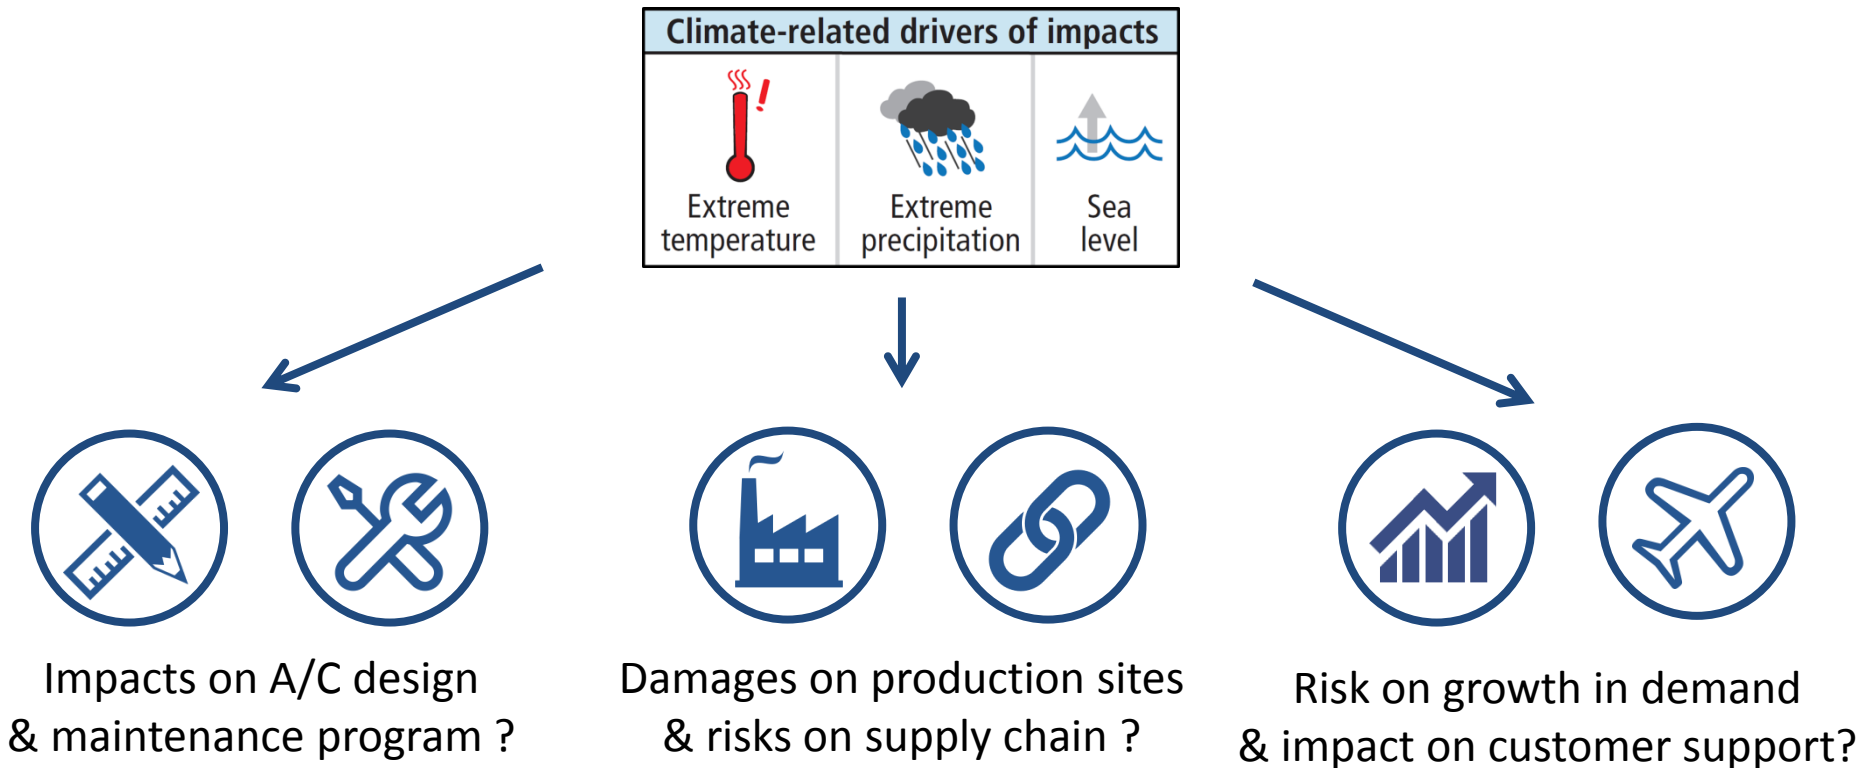 Climate-related drivers of impacts
Extreme
temperature
Extreme
precipitation
Sea
level
Impacts on A/C design
& maintenance program ?
Damages on production sites
& risks on supply chain ?
Risk on growth in demand
& impact on customer support?